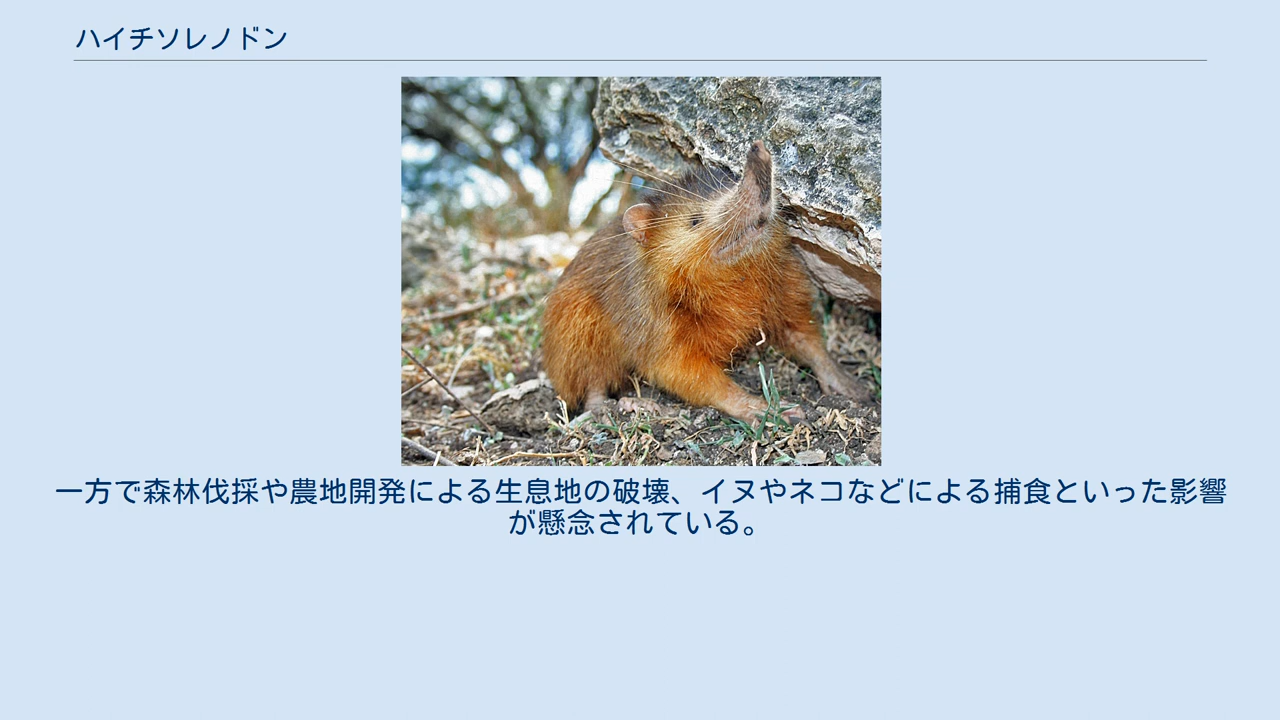 ハイチソレノドン
一方で森林伐採や農地開発による生息地の破壊、イヌやネコなどによる捕食といった影響
が懸念されている。